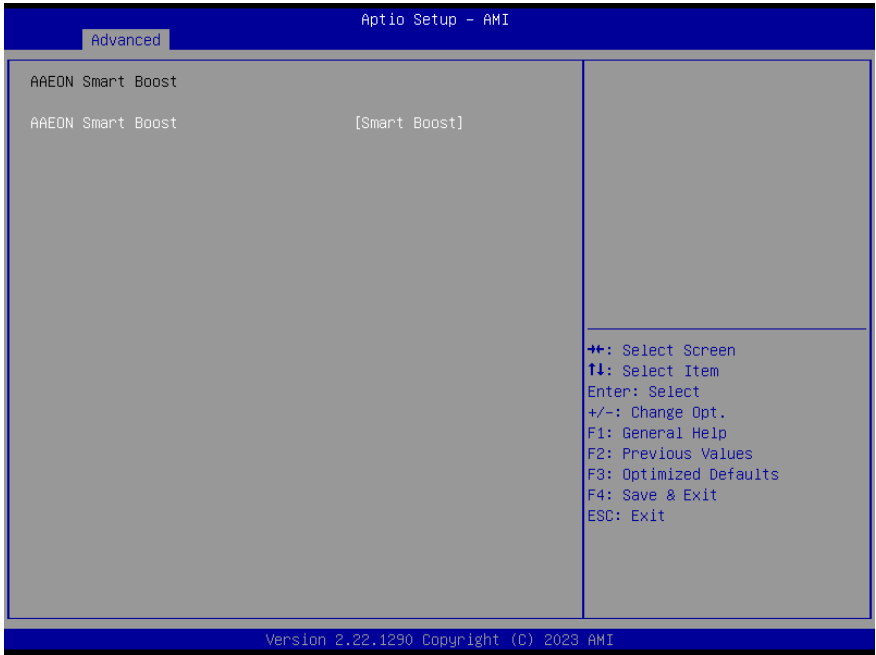 Aptio Setup – AMI
Advanced
AAEON Smart Boost
AAEON Smart Boost [Smart Boost]
→←: Select Screen
↑↓: Select Item
Enter: Select
+/-: Change Opt.
F1: General Help
F2: Previous Values
F3: Optimized Defaults
F4: Save & Exit
ESC: Exit
Version 2.22.1290 Copyright (C) 2023 AMI